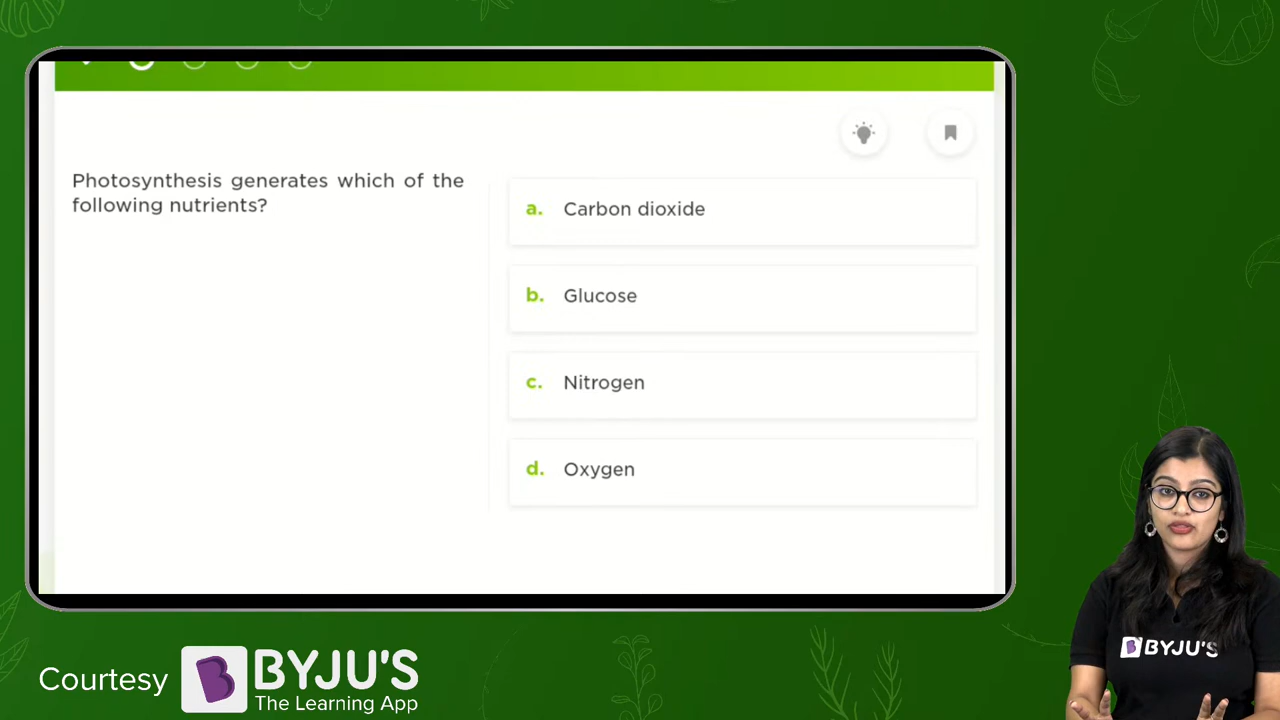 Photosynthesis generates which of the
following nutrients?
a. Carbon dioxide
b. Glucose
c. Nitrogen
d. Oxygen
BYJU'S
Courtesy
BYJU'S
The Learning App